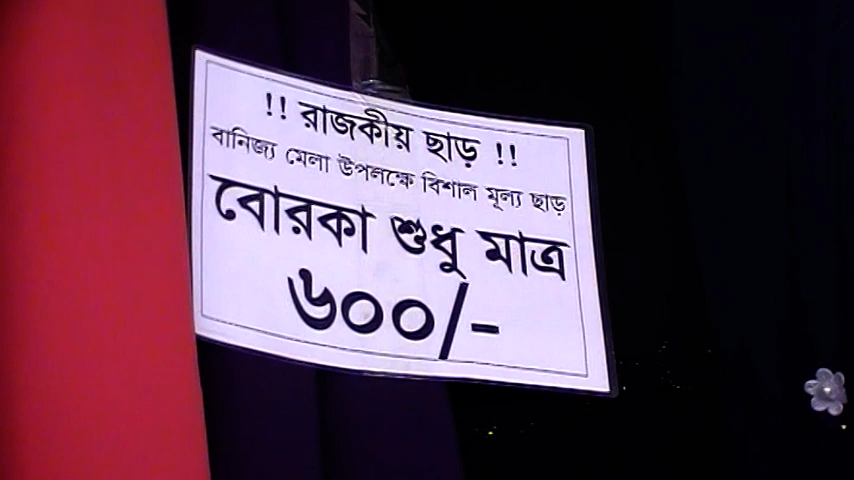 !! রাজকীয় ছাড় !!
বানিজ্য মেলা উপলক্ষে বিশাল মূল্য ছাড়
বোরকা শুধু মাত্র
৬০০/-